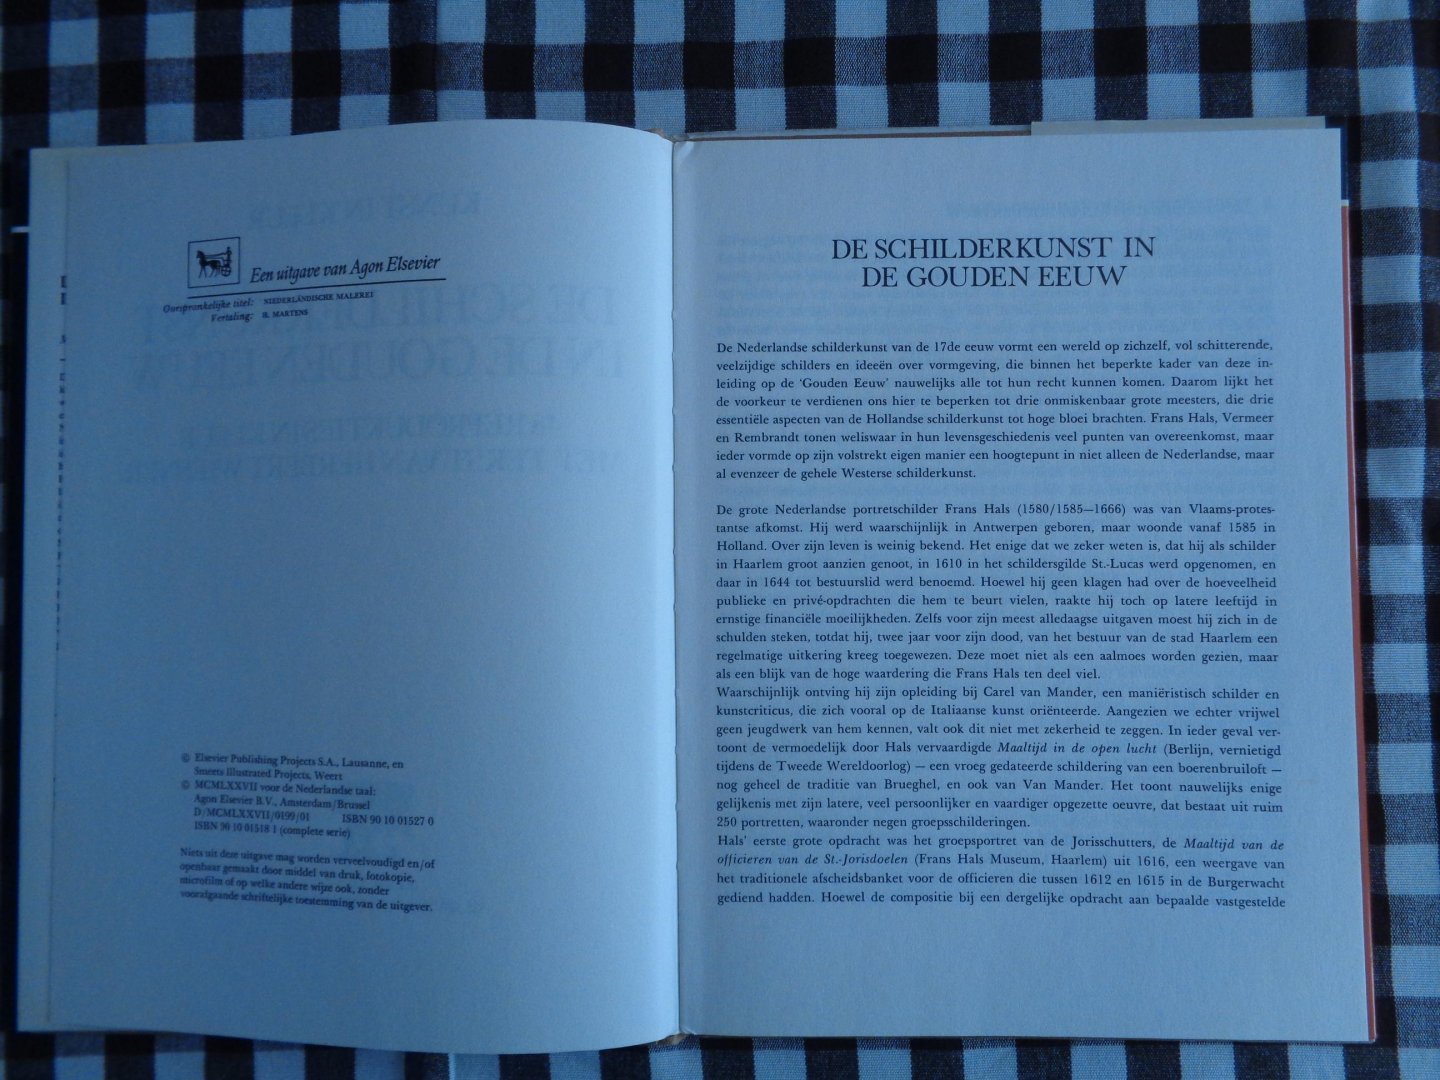 Een uitgave van Agon Elsevier
Oorspronkelijke titel: NIEDERLÄNDISCHE MALEREI
Vertaling: B. MARTENS
© Elsevier Publishing Projects S.A., Lausanne, en
Smeets Illustrated Projects, Weert
© MCMLXXVII voor de Nederlandse taal:
Agon Elsevier B.V., Amsterdam/Brussel
D/MCMLXXVII/0199/01 ISBN 90 10 01527 0
ISBN 90 10 01518 1 (complete serie)
Niets uit deze uitgave mag worden verveelvoudigd en/of
openbaar gemaakt door middel van druk, fotokopie,
microfilm of op welke andere wijze ook, zonder
voorafgaande schriftelijke toestemming van de uitgever.
DE SCHILDERKUNST IN
DE GOUDEN EEUW
De Nederlandse schilderkunst van de 17de eeuw vormt een wereld op zichzelf, vol schitterende,
veelzijdige schilders en ideeën over vormgeving, die binnen het beperkte kader van deze in-
leiding op de 'Gouden Eeuw' nauwelijks alle tot hun recht kunnen komen. Daarom lijkt het
de voorkeur te verdienen ons hier te beperken tot drie onmiskenbaar grote meesters, die drie
essentiële aspecten van de Hollandse schilderkunst tot hoge bloei brachten. Frans Hals, Vermeer
en Rembrandt tonen weliswaar in hun levensgeschiedenis veel punten van overeenkomst, maar
ieder vormde op zijn volstrekt eigen manier een hoogtepunt in niet alleen de Nederlandse, maar
al evenzeer de gehele Westerse schilderkunst.
De grote Nederlandse portretschilder Frans Hals (1580/1585—1666) was van Vlaams-protes-
tantse afkomst. Hij werd waarschijnlijk in Antwerpen geboren, maar woonde vanaf 1585 in
Holland. Over zijn leven is weinig bekend. Het enige dat we zeker weten is, dat hij als schilder
in Haarlem groot aanzien genoot, in 1610 in het schildersgilde St.-Lucas werd opgenomen, en
daar in 1644 tot bestuurslid werd benoemd. Hoewel hij geen klagen had over de hoeveelheid
publieke en privé-opdrachten die hem te beurt vielen, raakte hij toch op latere leeftijd in
ernstige financiële moeilijkheden. Zelfs voor zijn meest alledaagse uitgaven moest hij zich in de
schulden steken, totdat hij, twee jaar voor zijn dood, van het bestuur van de stad Haarlem een
regelmatige uitkering kreeg toegewezen. Deze moet niet als een aalmoes worden gezien, maar
als een blijk van de hoge waardering die Frans Hals ten deel viel.
Waarschijnlijk ontving hij zijn opleiding bij Carel van Mander, een maniëristisch schilder en
kunstcriticus, die zich vooral op de Italiaanse kunst oriënteerde. Aangezien we echter vrijwel
geen jeugdwerk van hem kennen, valt ook dit niet met zekerheid te zeggen. In ieder geval ver-
toont de vermoedelijk door Hals vervaardigde Maaltijd in de open lucht (Berlijn, vernietigd
tijdens de Tweede Wereldoorlog) — een vroeg gedateerde schildering van een boerenbruiloft —
nog geheel de traditie van Brueghel, en ook van Van Mander. Het toont nauwelijks enige
gelijkenis met zijn latere, veel persoonlijker en vaardiger opgezette oeuvre, dat bestaat uit ruim
250 portretten, waaronder negen groepsschilderingen.
Hals' eerste grote opdracht was het groepsportret van de Jorisschutters, de Maaltijd van de
officieren van de St.-Jorisdoelen (Frans Hals Museum, Haarlem) uit 1616, een weergave van
het traditionele afscheidsbanket voor de officieren die tussen 1612 en 1615 in de Burgerwacht
gediend hadden. Hoewel de compositie bij een dergelijke opdracht aan bepaalde vastgestelde